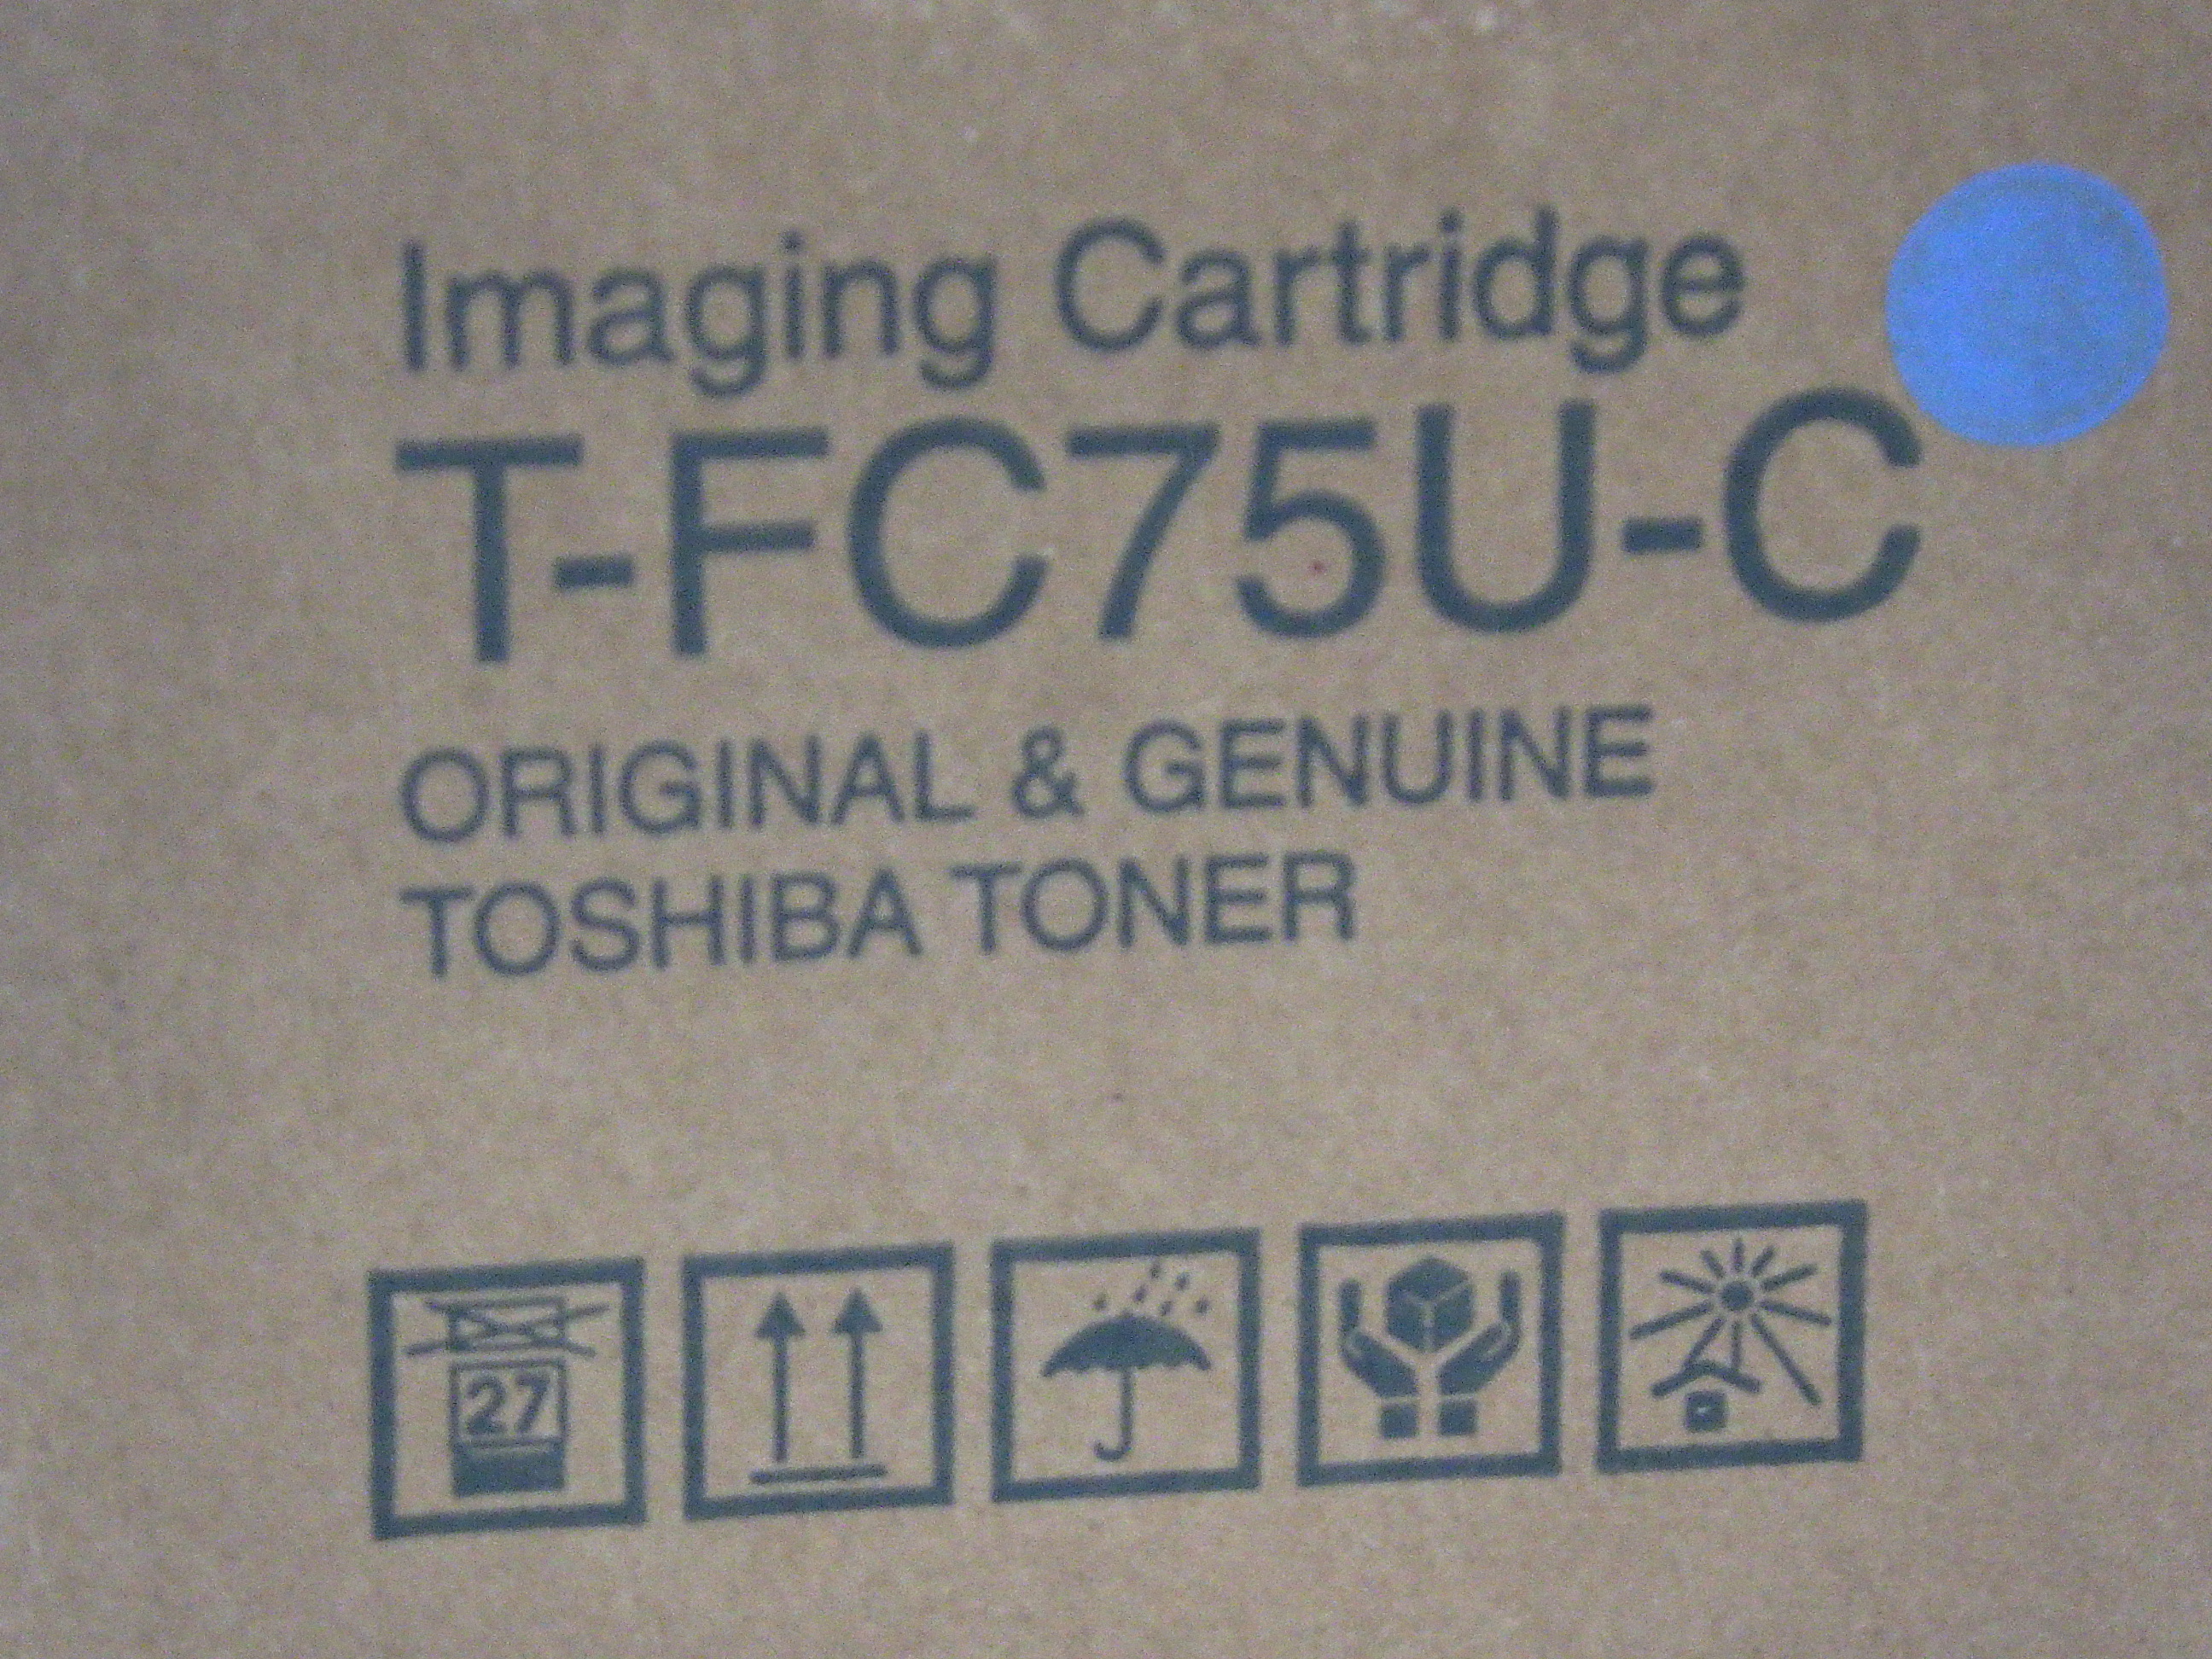 Imaging Cartridge
T-FC75U-C
ORIGINAL & GENUINE
TOSHIBA TONER
27